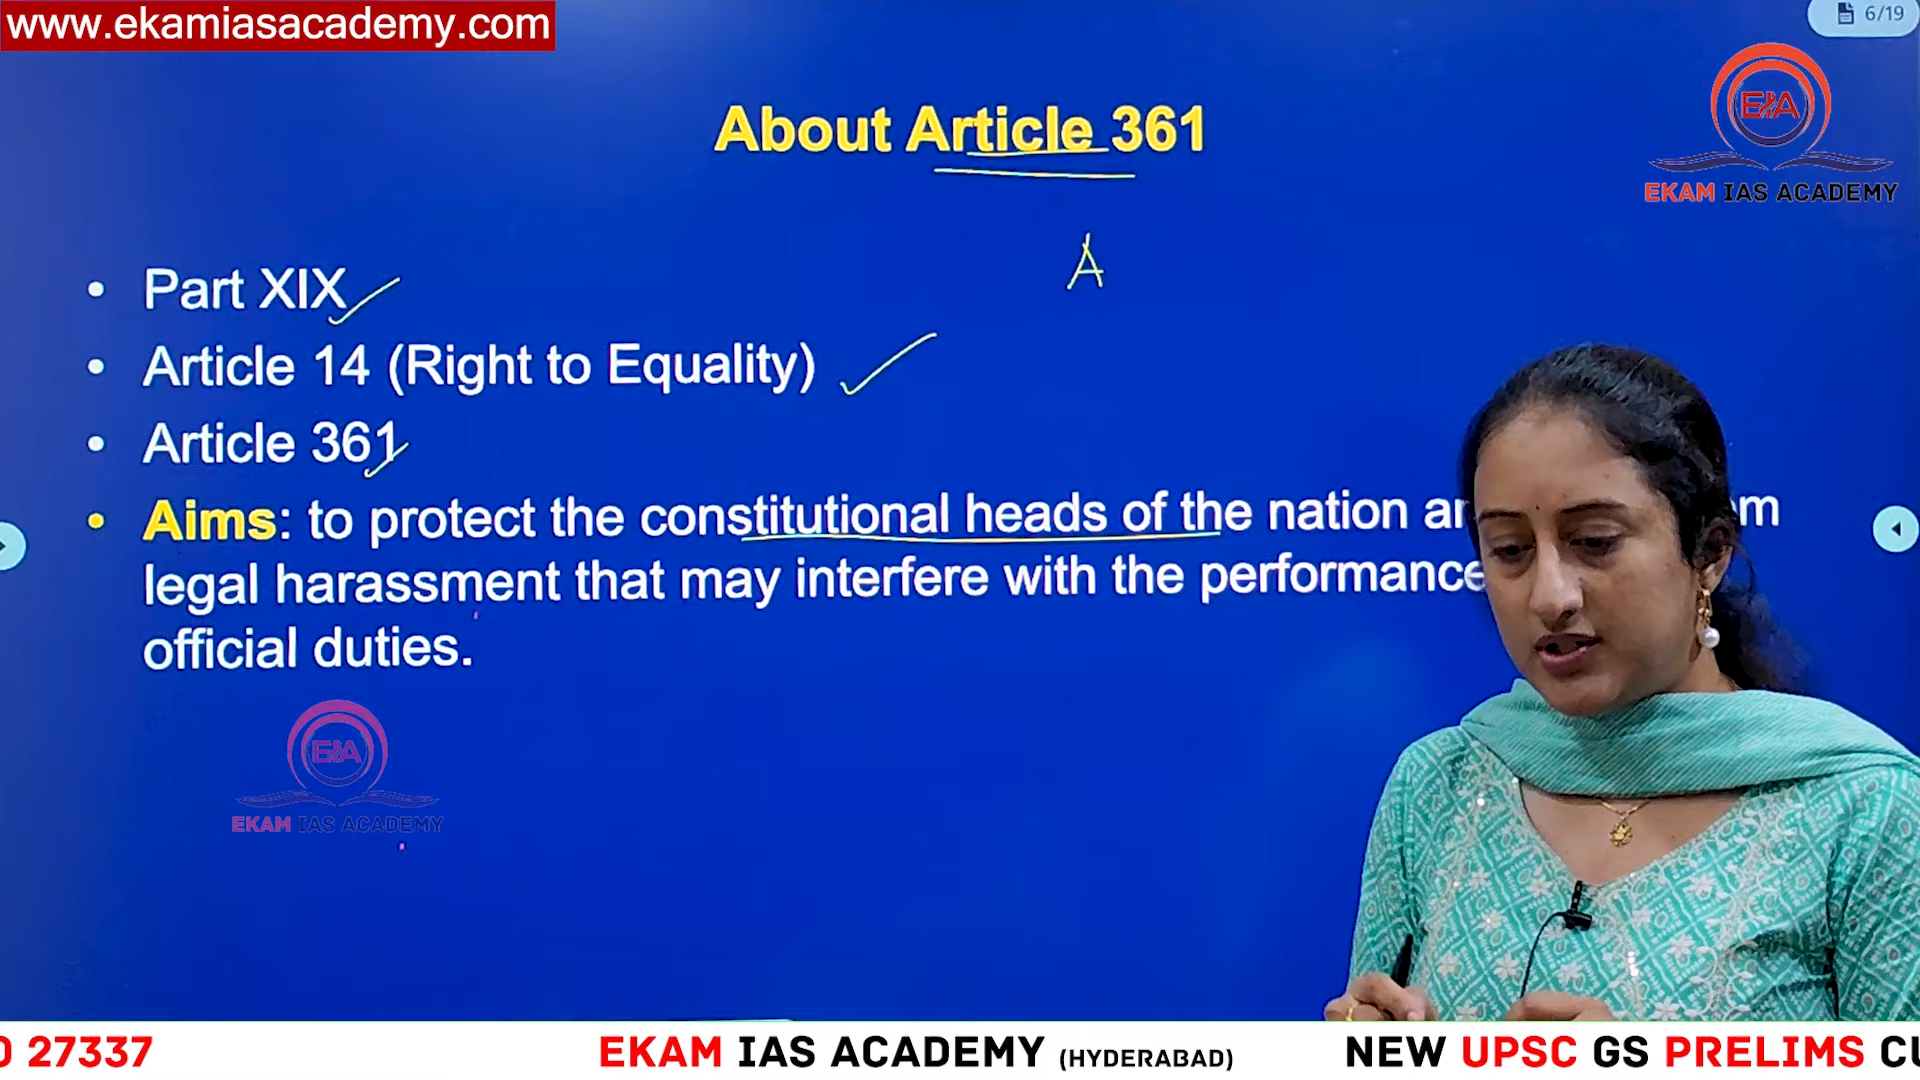 www.ekamiasacademy.com
6/19
About Article 361
EIA
EKAM IAS ACADEMY
A
• Part XIX
• Article 14 (Right to Equality)
• Article 361
• Aims: to protect the constitutional heads of the nation
legal harassment that may interfere with the performance
official duties.
EIA
EKAM IAS ACADEMY
27337
EKAM IAS ACADEMY (HYDERABAD)
NEW UPSC GS PRELIMS